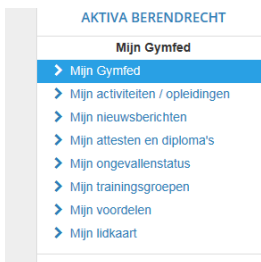 AKTIVA BERENDRECHT
Mijn Gymfed
Mijn Gymfed
Mijn activiteiten / opleidingen
Mijn nieuwsberichten
Mijn attesten en diploma's
Mijn ongevallenstatus
Mijn trainingsgroepen
Mijn voordelen
Mijn lidkaart